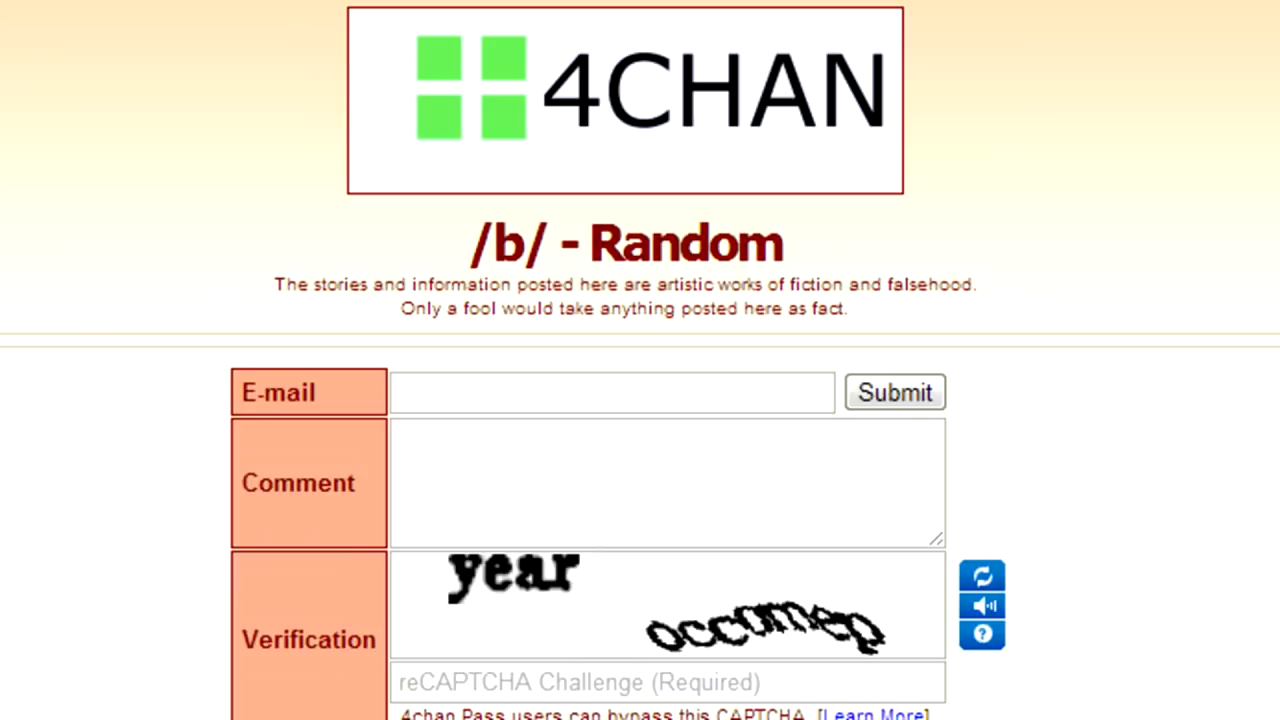 4CHAN
/b/ - Random
The stories and information posted here are artistic works of fiction and falsehood.
Only a fool would take anything posted here as fact.
E-mail
Submit
Comment
year
occomep
Verification
reCAPTCHA Challenge (Required)
4chan Pass users can bypass this CAPTCHA. [Learn More]